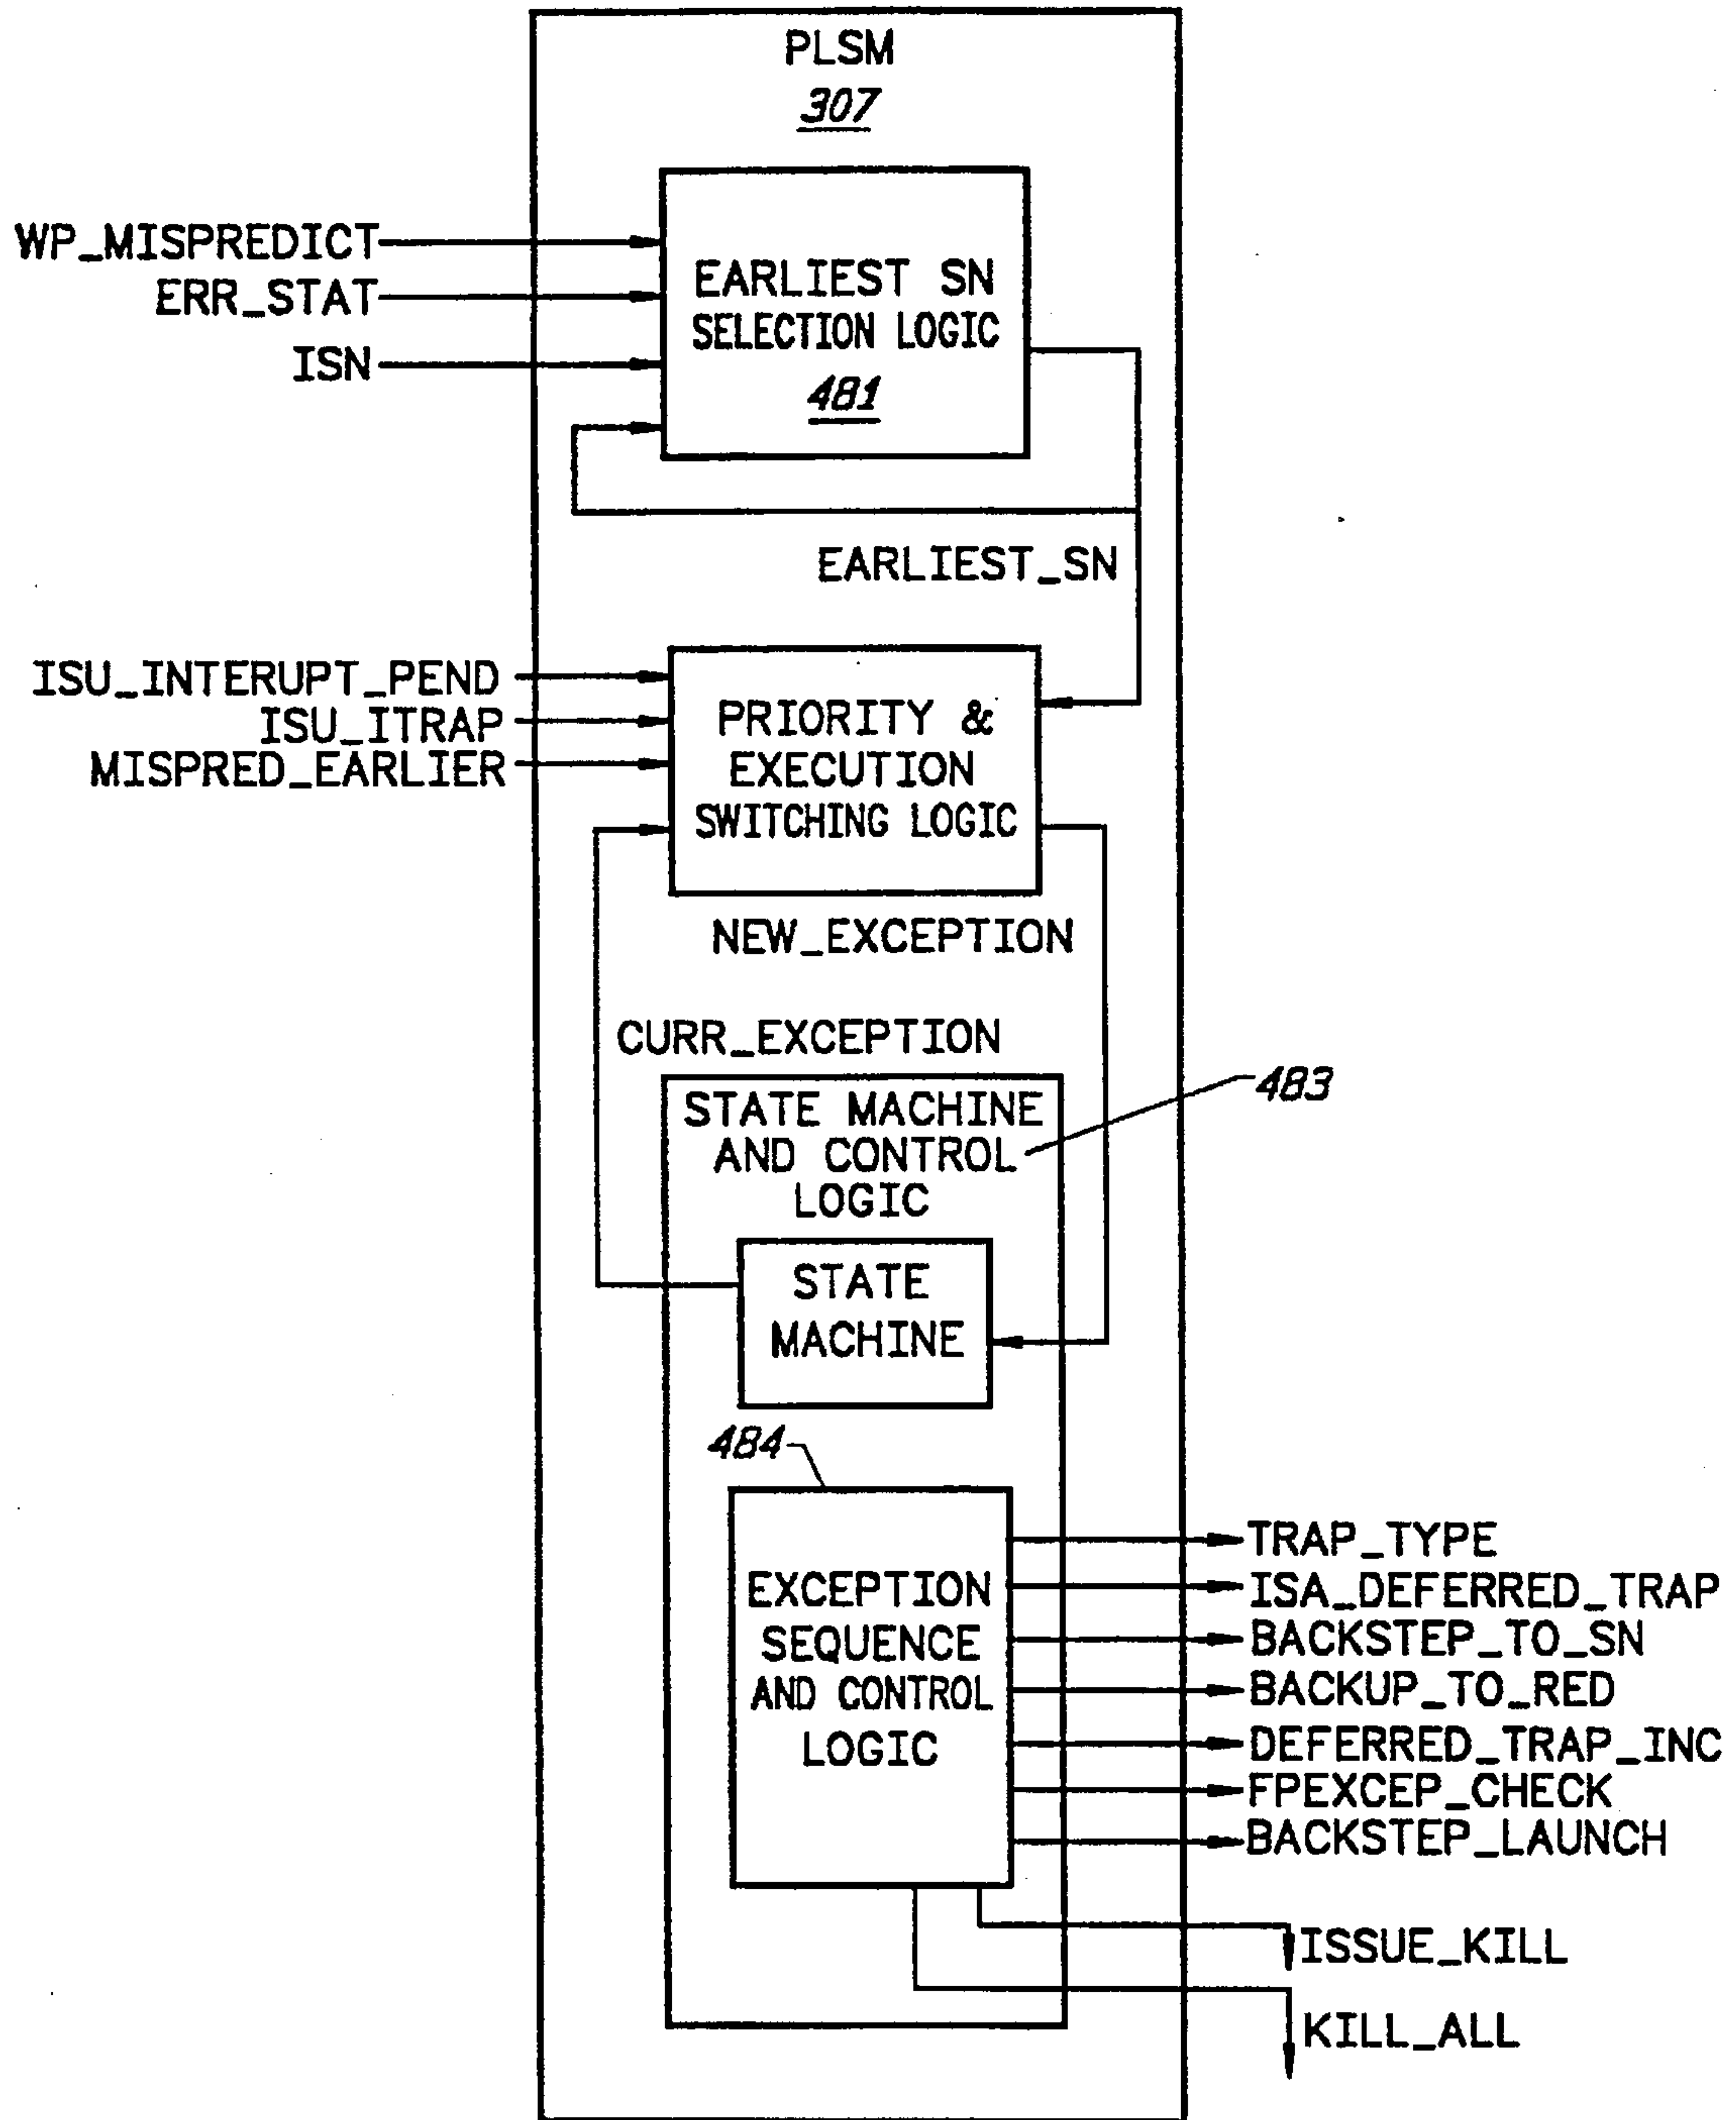 PLSM
307
WP_MISPREDICT
ERR_STAT
ISN
EARLIEST SN
SELECTION LOGIC
481
EARLIEST_SN
ISU_INTERUPT_PEND
ISU_ITRAP
MISPRED_EARLIER
PRIORITY &
EXECUTION
SWITCHING LOGIC
NEW_EXCEPTION
CURR_EXCEPTION
STATE MACHINE
AND CONTROL
LOGIC
483
STATE
MACHINE
484
EXCEPTION
SEQUENCE
AND CONTROL
LOGIC
TRAP_TYPE
ISA_DEFERRED_TRAP
BACKSTEP_TO_SN
BACKUP_TO_RED
DEFERRED_TRAP_INC
FPEXCEP_CHECK
BACKSTEP_LAUNCH
ISSUE_KILL
KILL_ALL